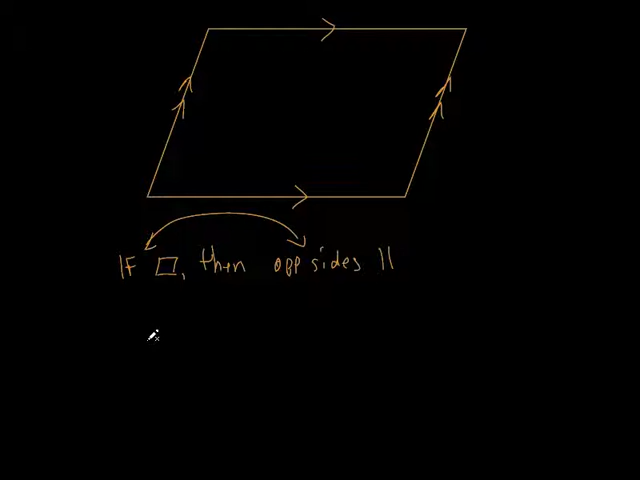 If ▱, then opp sides ||